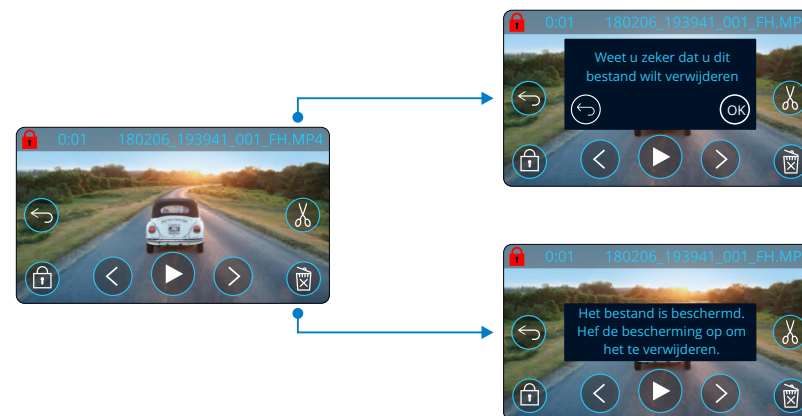 0:01 180206_193941_001_FH.MP4
0:01 180206_193941_001_FH.MP
Weet u zeker dat u dit
bestand wilt verwijderen
OK
0:01 180206_193941_001_FH.MP
Het bestand is beschermd.
Hef de bescherming op om
het te verwijderen.